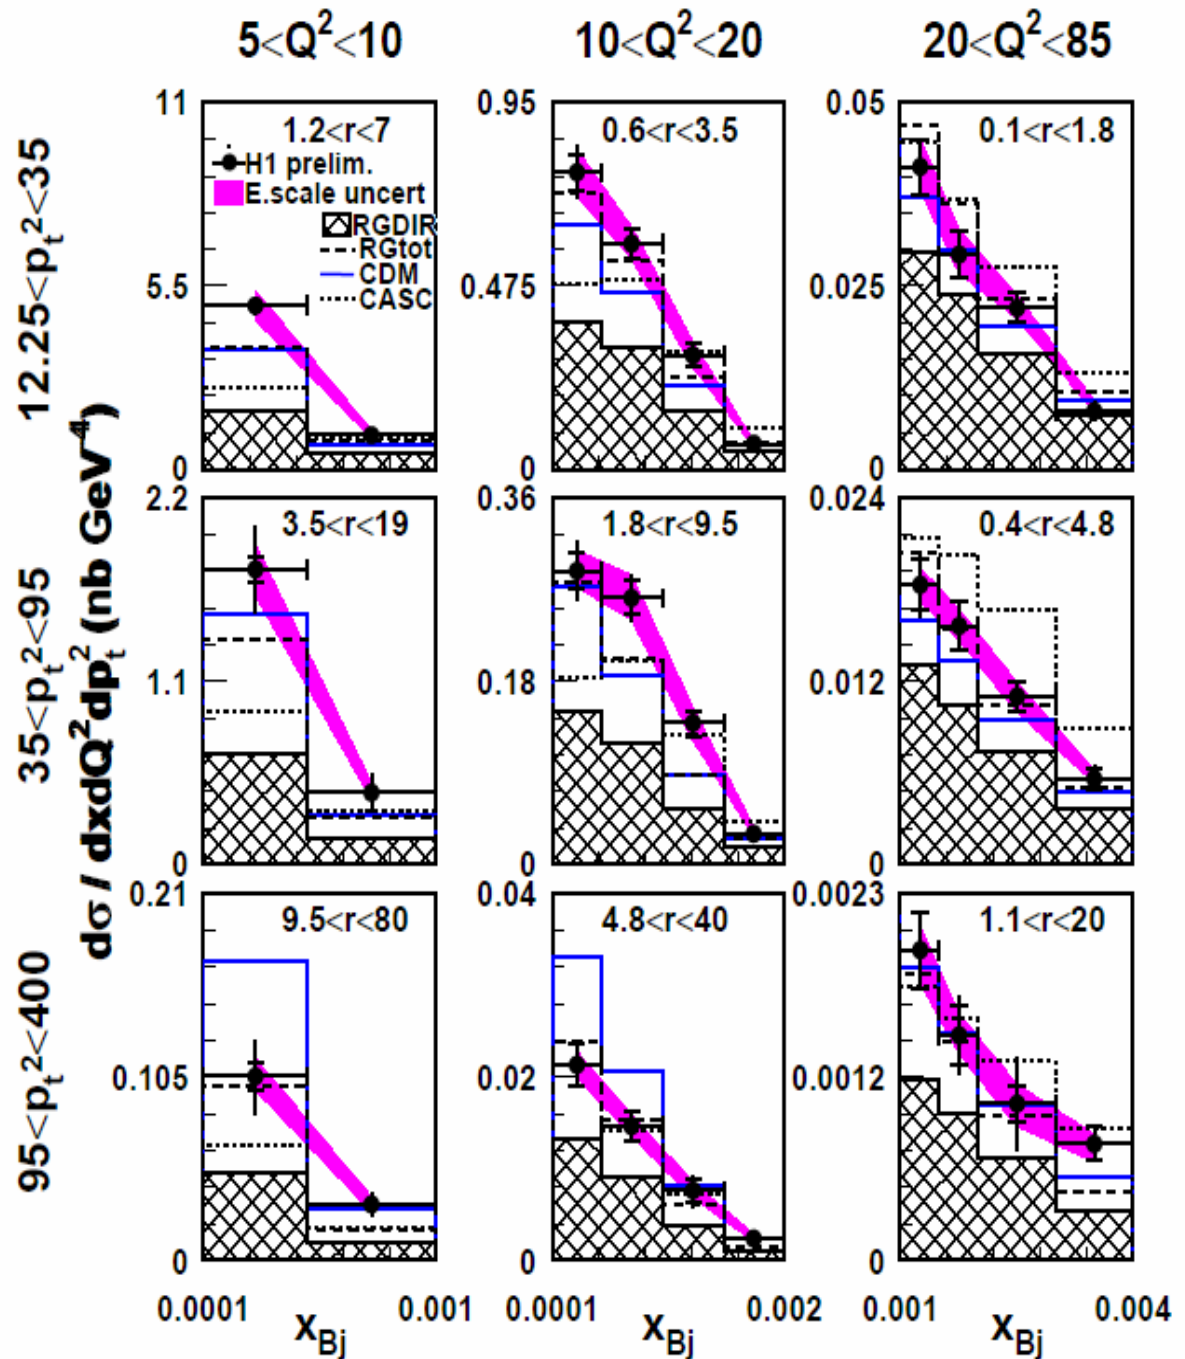 5<Q²<10 10<Q²<20 20<Q²<85
12.25<pₜ²<35
35<pₜ²<95
95<pₜ²<400
dσ / dxdQ²dpₜ² (nb GeV⁻⁴)
11
5.5
0
1.2<r<7
H1 prelim.
E.scale uncert
RGDIR
RGtot
CDM
CASC
0.95
0.475
0
0.6<r<3.5
0.05
0.025
0
0.1<r<1.8
2.2
1.1
0
3.5<r<19
0.36
0.18
0
1.8<r<9.5
0.024
0.012
0
0.4<r<4.8
0.21
0.105
0
9.5<r<80
0.04
0.02
0
4.8<r<40
0.0023
0.0012
0
1.1<r<20
0.0001 0.001 0.0001 0.002 0.001 0.004
x_Bj x_Bj x_Bj